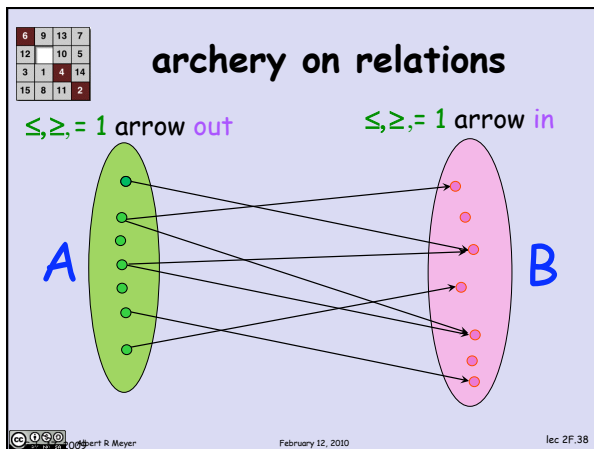 6 9 13 7
12 10 5
3 1 4 14
15 8 11 2
archery on relations
≤,≥,= 1 arrow out
≤,≥,= 1 arrow in
A
B
2009
Albert R Meyer
February 12, 2010
lec 2F.38